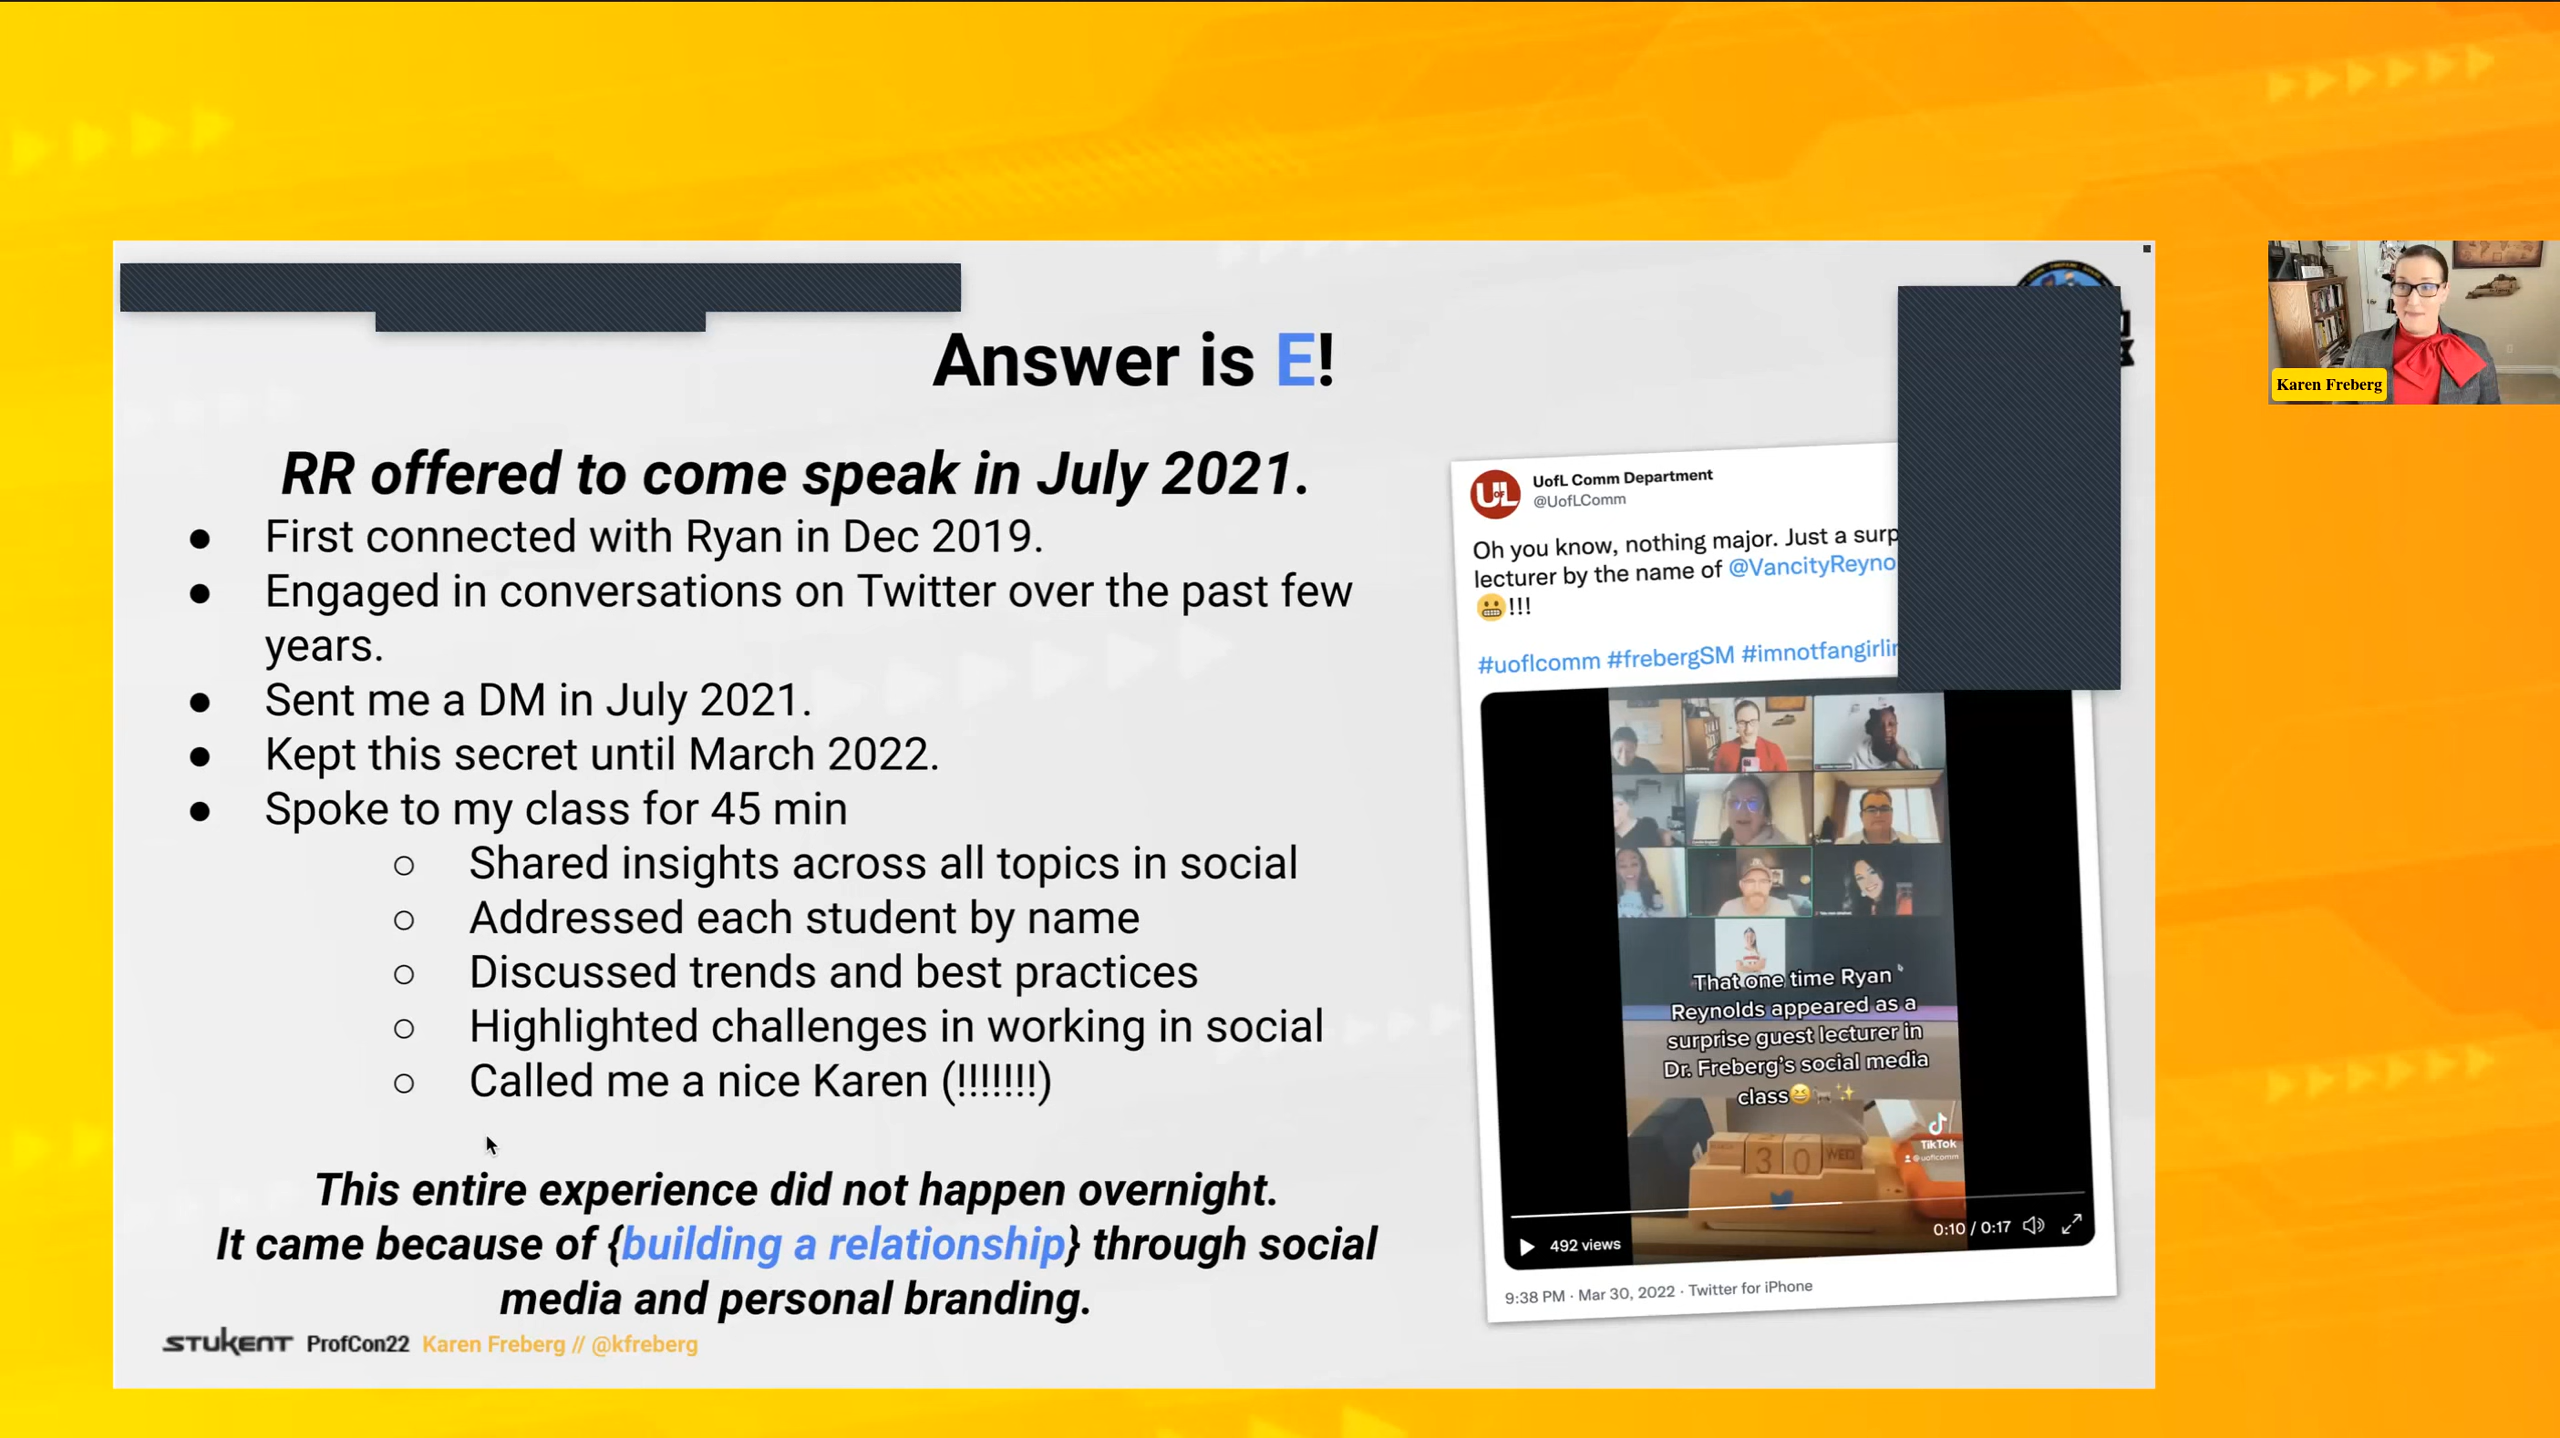 Answer is E!
RR offered to come speak in July 2021.
● First connected with Ryan in Dec 2019.
● Engaged in conversations on Twitter over the past few
years.
● Sent me a DM in July 2021.
● Kept this secret until March 2022.
● Spoke to my class for 45 min
○ Shared insights across all topics in social
○ Addressed each student by name
○ Discussed trends and best practices
○ Highlighted challenges in working in social
○ Called me a nice Karen (!!!!!!!)
This entire experience did not happen overnight.
It came because of {building a relationship} through social
media and personal branding.
STUKENT ProfCon22 Karen Freberg // @kfreberg
UofL Comm Department
@UofLComm
Oh you know, nothing major. Just a surp
lecturer by the name of @VancityReyno
😬!!!
#uoflcomm #frebergSM #imnotfangirlin
That one time Ryan
Reynolds appeared as a
surprise guest lecturer in
Dr. Freberg's social media
class😆🐐✨
TikTok
@uoflcomm
30 WED
492 views
0:10 / 0:17
9:38 PM · Mar 30, 2022 · Twitter for iPhone
Karen Freberg